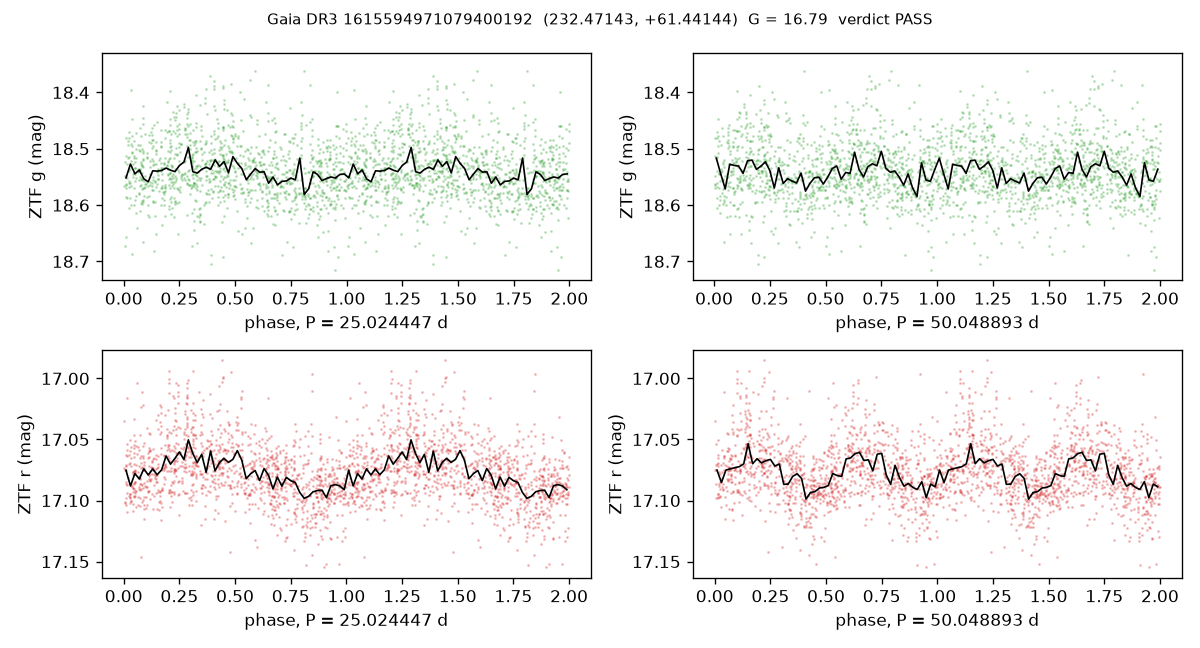 Gaia DR3 1615594971079400192 (232.47143, +61.44144) G = 16.79 verdict PASS
ZTF g (mag)
18.4
18.5
18.6
18.7
0.00 0.25 0.50 0.75 1.00 1.25 1.50 1.75 2.00
phase, P = 25.024447 d
ZTF g (mag)
18.4
18.5
18.6
18.7
0.00 0.25 0.50 0.75 1.00 1.25 1.50 1.75 2.00
phase, P = 50.048893 d
ZTF r (mag)
17.00
17.05
17.10
17.15
0.00 0.25 0.50 0.75 1.00 1.25 1.50 1.75 2.00
phase, P = 25.024447 d
ZTF r (mag)
17.00
17.05
17.10
17.15
0.00 0.25 0.50 0.75 1.00 1.25 1.50 1.75 2.00
phase, P = 50.048893 d